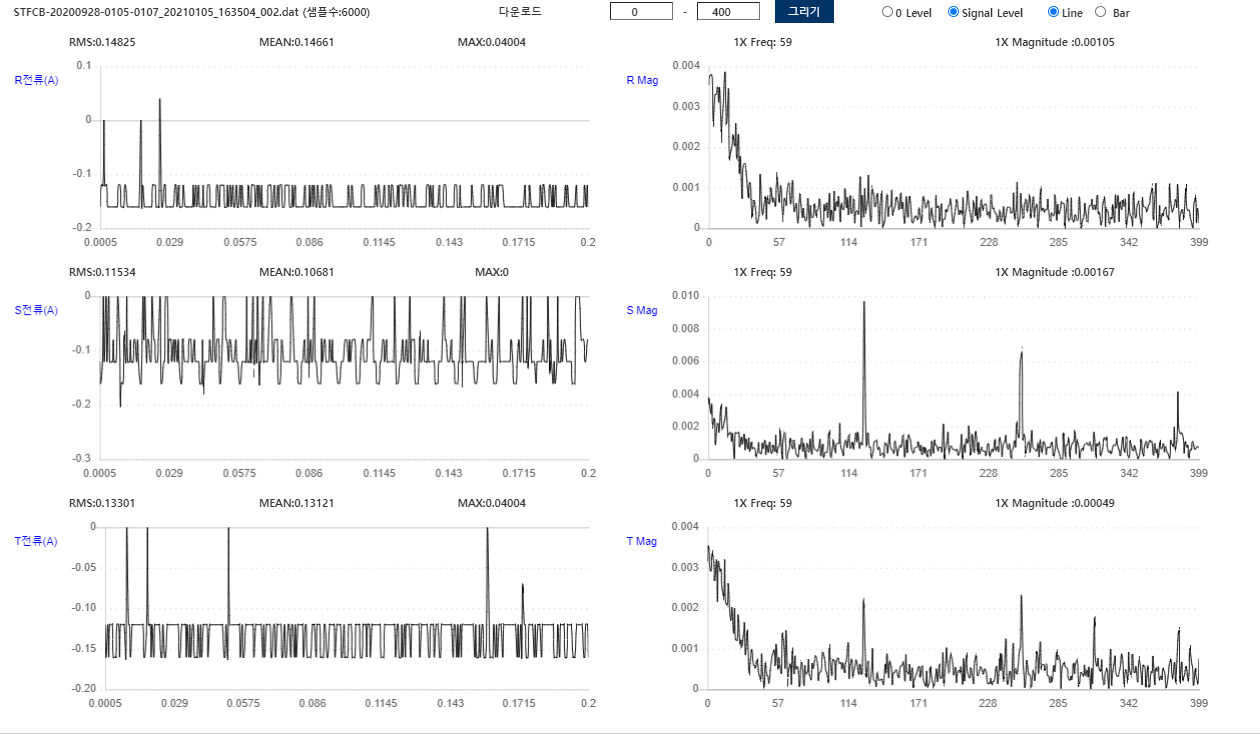 STFCB-20200928-0105-0107_20210105_163504_002.dat (샘플수:6000) 다운로드 0 - 400 그리기 0 Level Signal Level Line Bar
RMS:0.14825 MEAN:0.14661 MAX:0.04004 1X Freq: 59 1X Magnitude :0.00105
R전류(A)
0.1
0
-0.1
-0.2
0.0005 0.029 0.0575 0.086 0.1145 0.143 0.1715 0.2
R Mag
0.004
0.003
0.002
0.001
0
0 57 114 171 228 285 342 399
RMS:0.11534 MEAN:0.10681 MAX:0 1X Freq: 59 1X Magnitude :0.00167
S전류(A)
0
-0.1
-0.2
-0.3
0.0005 0.029 0.0575 0.086 0.1145 0.143 0.1715 0.2
S Mag
0.010
0.008
0.006
0.004
0.002
0
0 57 114 171 228 285 342 399
RMS:0.13301 MEAN:0.13121 MAX:0.04004 1X Freq: 59 1X Magnitude :0.00049
T전류(A)
0
-0.05
-0.10
-0.15
-0.20
0.0005 0.029 0.0575 0.086 0.1145 0.143 0.1715 0.2
T Mag
0.004
0.003
0.002
0.001
0
0 57 114 171 228 285 342 399